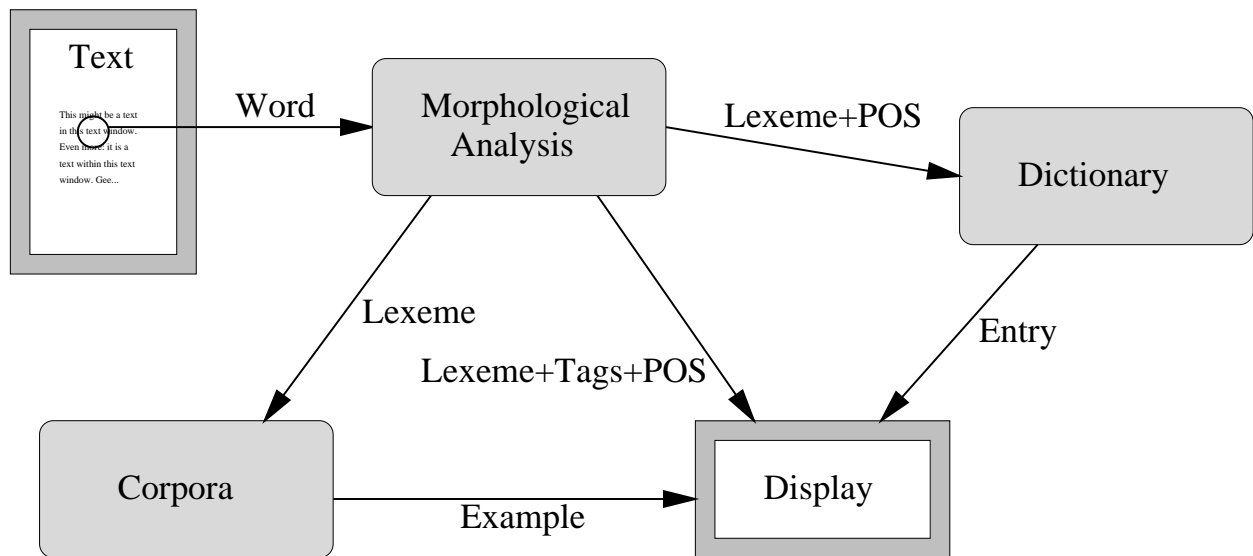 Text
This might be a text
in this text window.
Even more: it is a
text within this text
window. Gee...
Word
Morphological
Analysis
Lexeme+POS
Dictionary
Lexeme
Lexeme+Tags+POS
Entry
Corpora
Example
Display